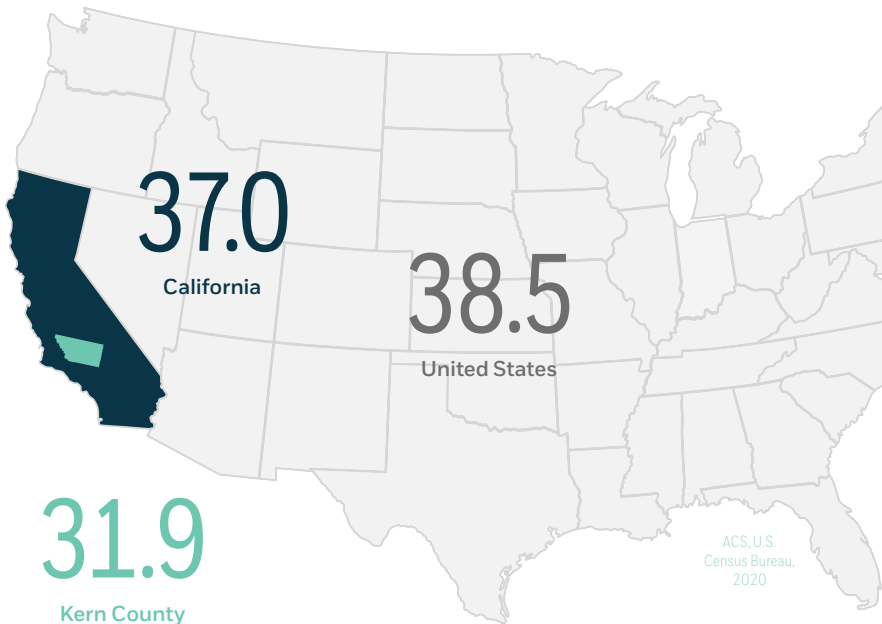 37.0
California
38.5
United States
31.9
Kern County
ACS, U.S.
Census Bureau,
2020